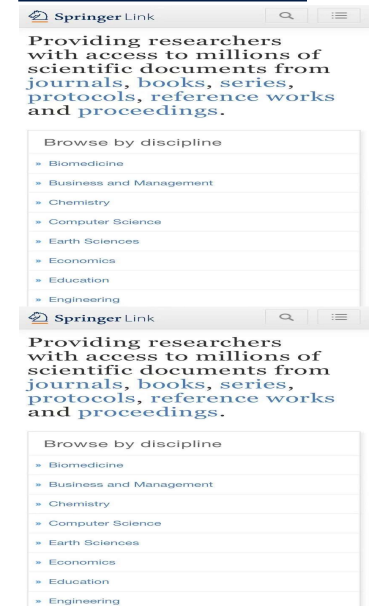 Springer Link
Providing researchers
with access to millions of
scientific documents from
journals, books, series,
protocols, reference works
and proceedings.
Browse by discipline
» Biomedicine
» Business and Management
» Chemistry
» Computer Science
» Earth Sciences
» Economics
» Education
» Engineering
Springer Link
Providing researchers
with access to millions of
scientific documents from
journals, books, series,
protocols, reference works
and proceedings.
Browse by discipline
» Biomedicine
» Business and Management
» Chemistry
» Computer Science
» Earth Sciences
» Economics
» Education
» Engineering